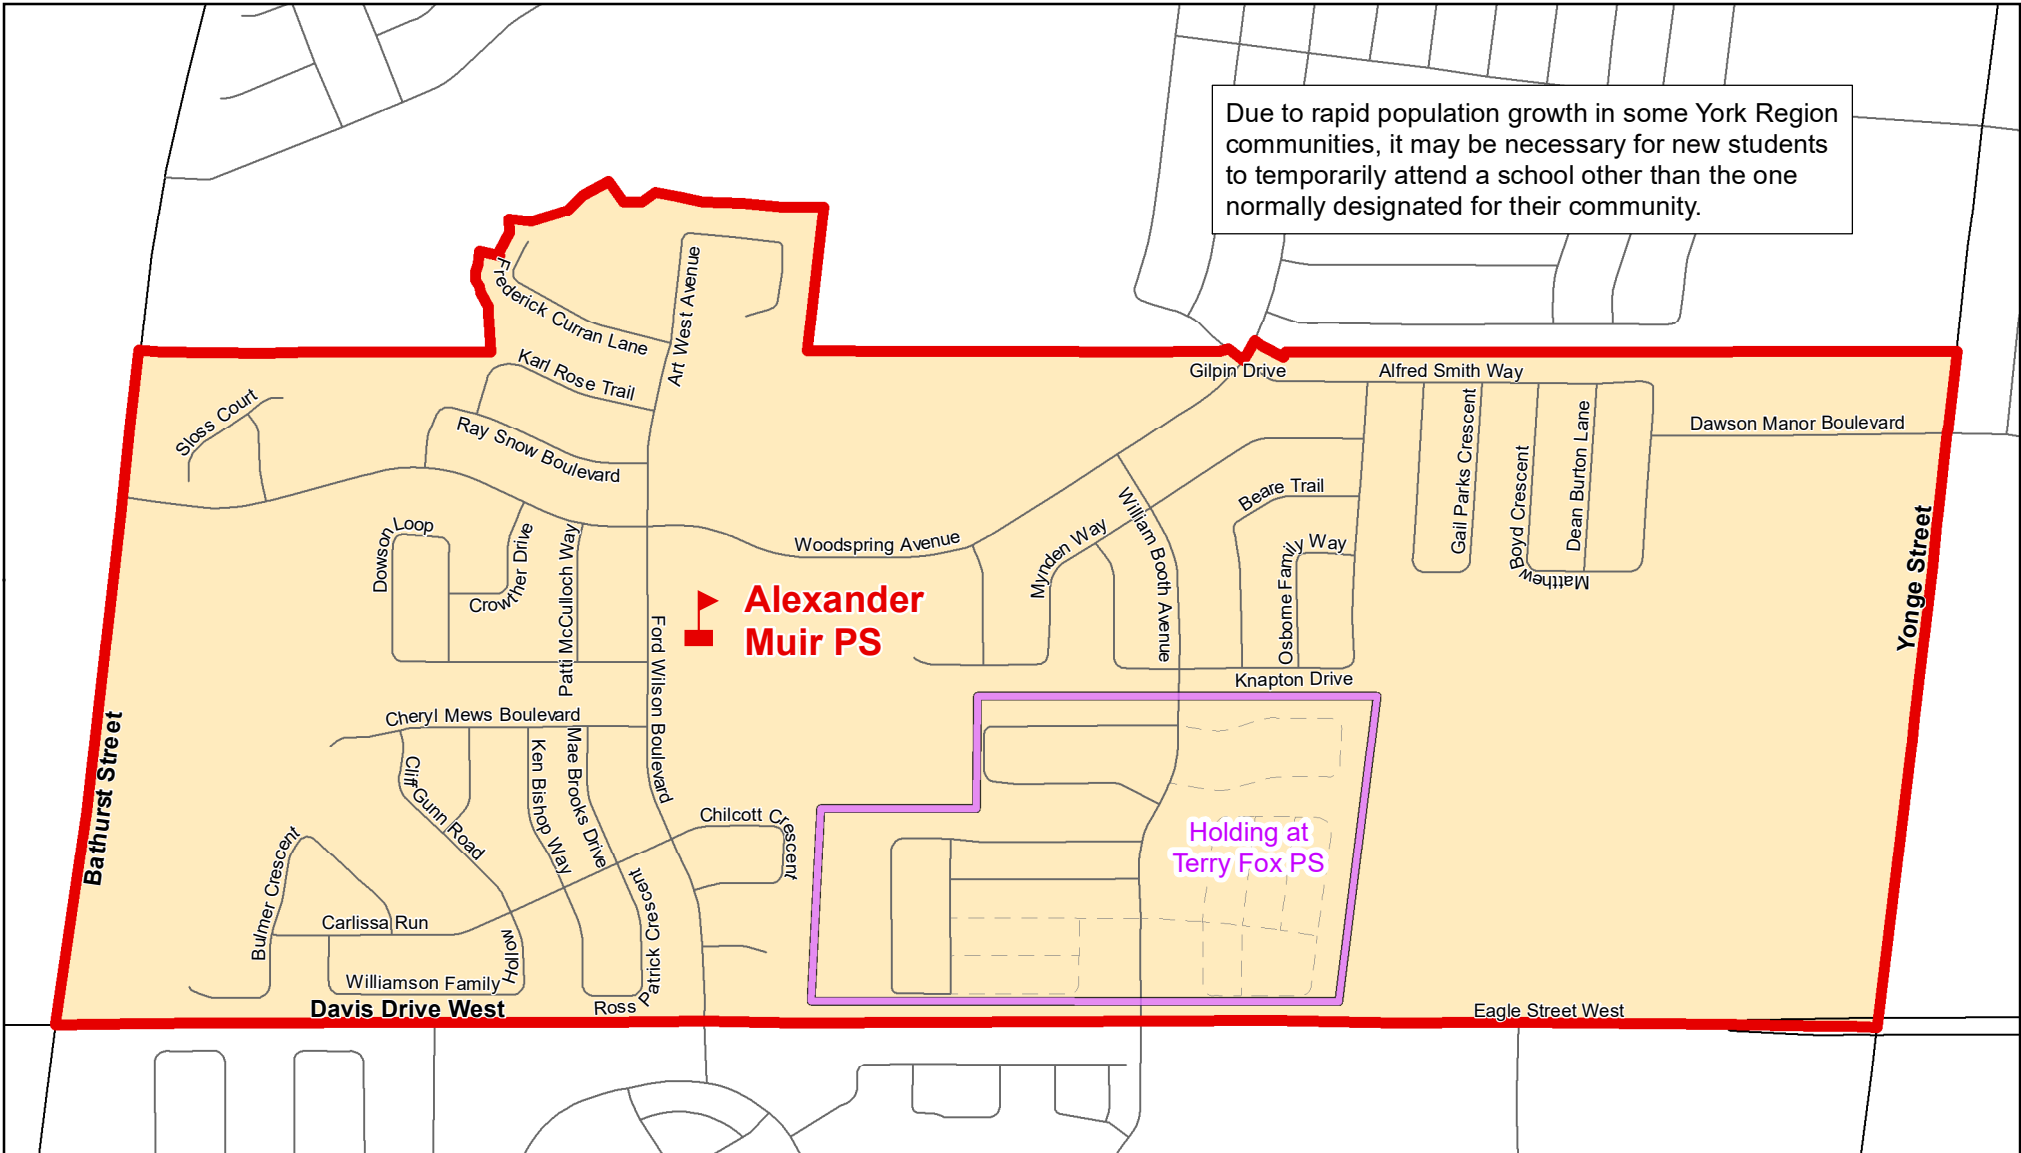 Due to rapid population growth in some York Region
communities, it may be necessary for new students
to temporarily attend a school other than the one
normally designated for their community.
Frederick Curran Lane
Art West Avenue
Karl Rose Trail
Gilpin Drive
Alfred Smith Way
Sloss Court
Ray Snow Boulevard
Gail Parks Crescent
Dean Burton Lane
Dawson Manor Boulevard
Matthew Boyd Crescent
Matthew
Beare Trail
William Booth Avenue
Dowson Loop
Crowther Drive
Patti McCulloch Way
Woodspring Avenue
Mynden Way
Osborne Family Way
Yonge Street
Alexander
Muir PS
Ford Wilson Boulevard
Knapton Drive
Cheryl Mews Boulevard
Bathurst Street
Cliff Gunn Road
Ken Bishop Way
Mae Brooks Drive
Chilcott Crescent
Holding at
Terry Fox PS
Bulmer Crescent
Carlissa Run
Williamson Family Hollow
Ross Patrick Crescent
Davis Drive West
Eagle Street West